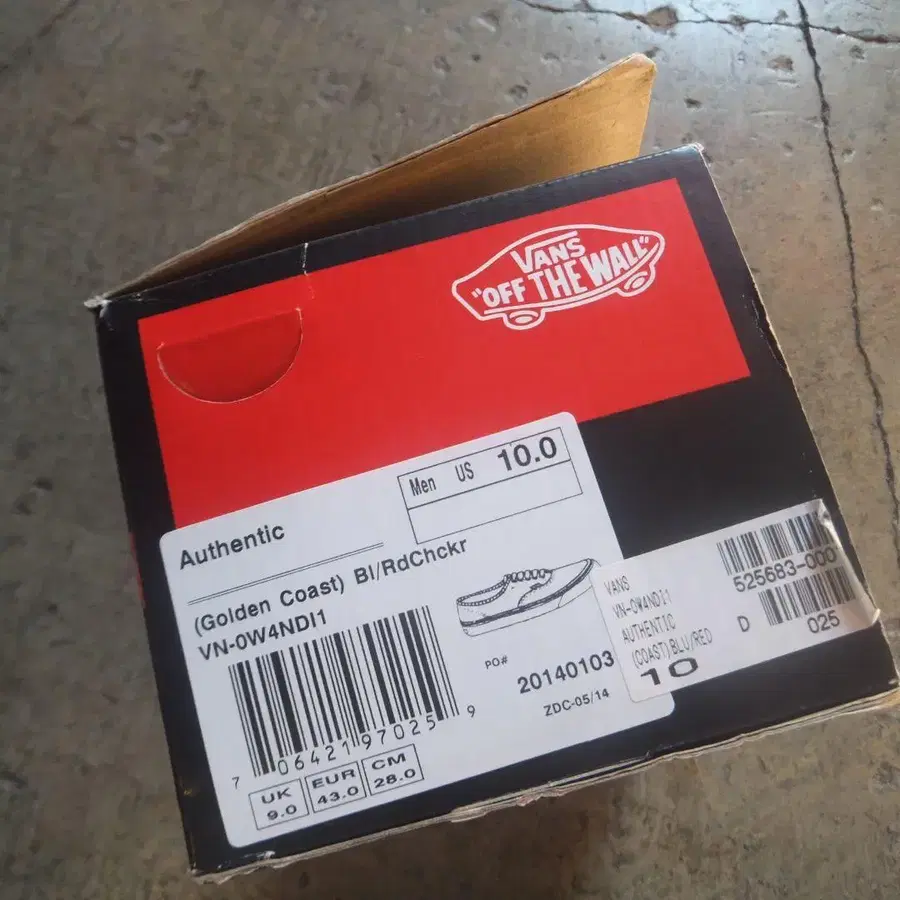 VANS
"OFF THE WALL"
Men US 10.0
Authentic
(Golden Coast) Bl/RdChckr
VN-0W4NDI1
PO#
20140103
ZDC-05/14
7 06421 97025 9
UK EUR CM
9.0 43.0 28.0
VANS
VN-0W4NDI1
AUTHENTIC
(COAST)BLU/RED
10
525683-000
D 025